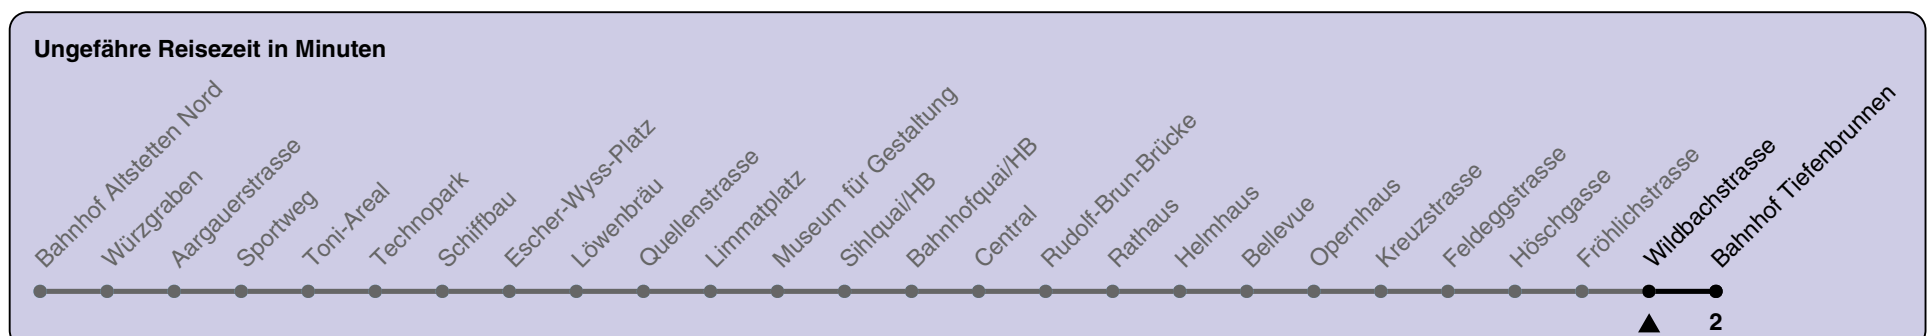 Ungefähre Reisezeit in Minuten
Bahnhof Altstetten Nord
Würzgraben
Aargauerstrasse
Sportweg
Toni-Areal
Technopark
Schiffbau
Escher-Wyss-Platz
Löwenbräu
Quellenstrasse
Limmatplatz
Museum für Gestaltung
Sihlquai/HB
Bahnhofquai/HB
Central
Rudolf-Brun-Brücke
Rathaus
Helmhaus
Bellevue
Opernhaus
Kreuzstrasse
Feldeggstrasse
Höschgasse
Fröhlichstrasse
Wildbachstrasse
Bahnhof Tiefenbrunnen
2